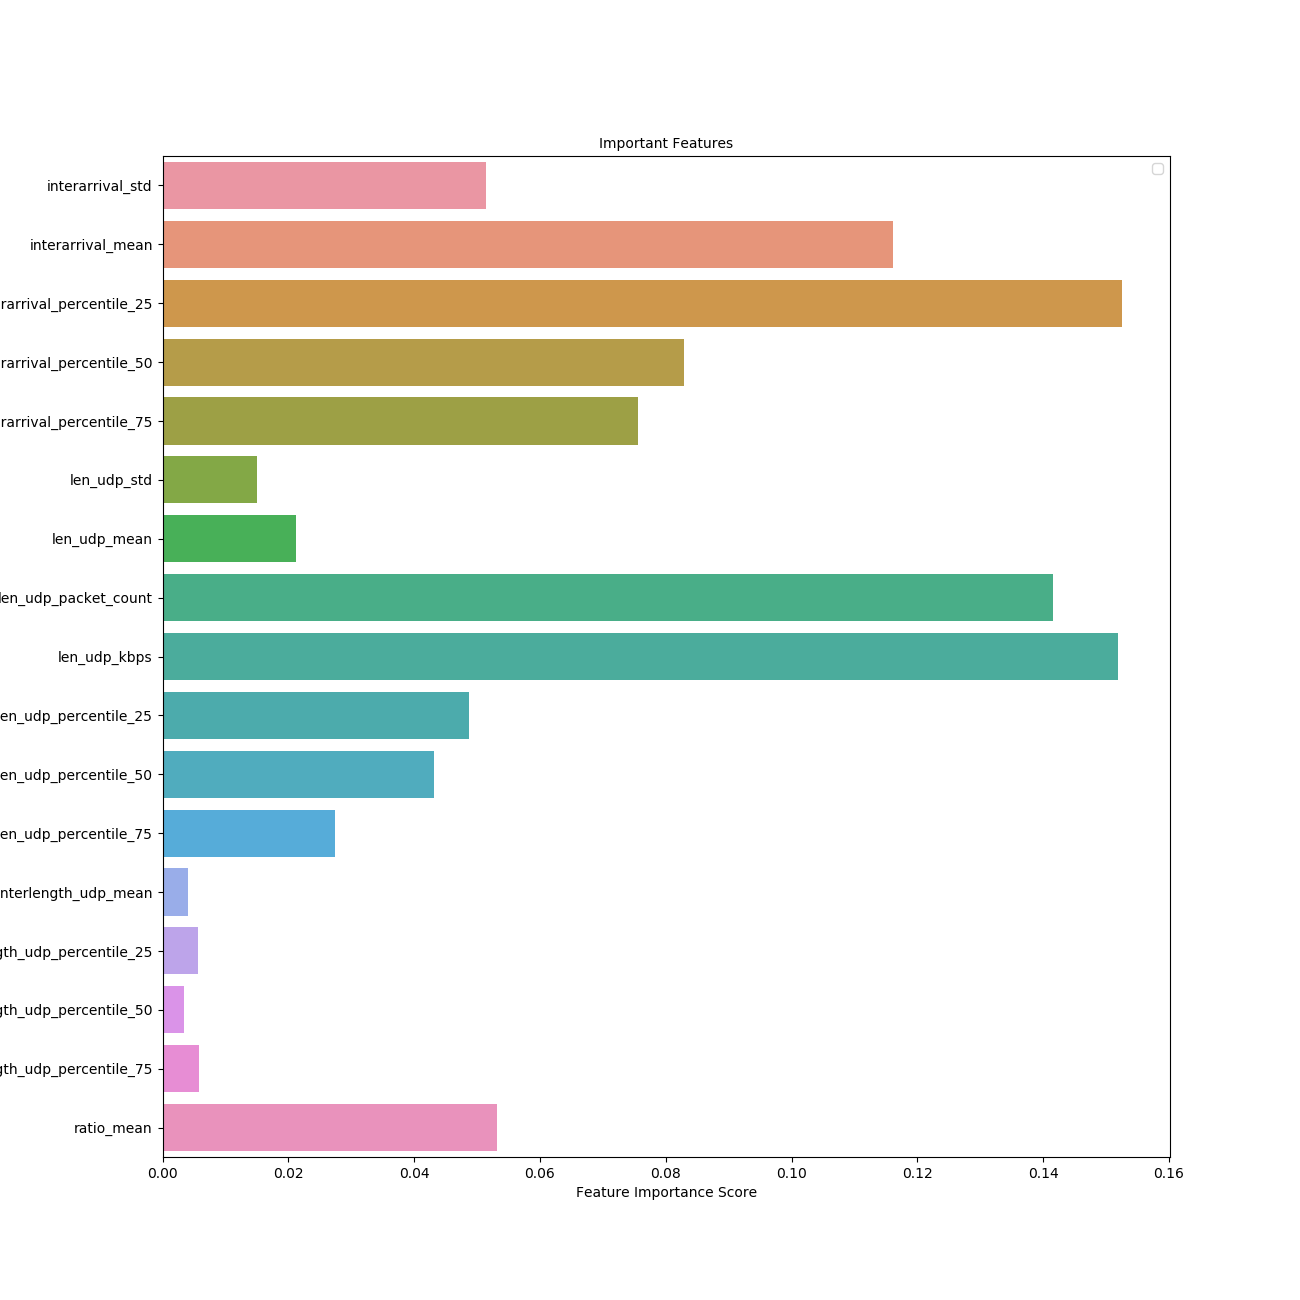 Important Features
interarrival_std
interarrival_mean
rarrival_percentile_25
rarrival_percentile_50
rarrival_percentile_75
len_udp_std
len_udp_mean
len_udp_packet_count
len_udp_kbps
en_udp_percentile_25
en_udp_percentile_50
en_udp_percentile_75
nterlength_udp_mean
gth_udp_percentile_25
gth_udp_percentile_50
gth_udp_percentile_75
ratio_mean
0.00 0.02 0.04 0.06 0.08 0.10 0.12 0.14 0.16
Feature Importance Score